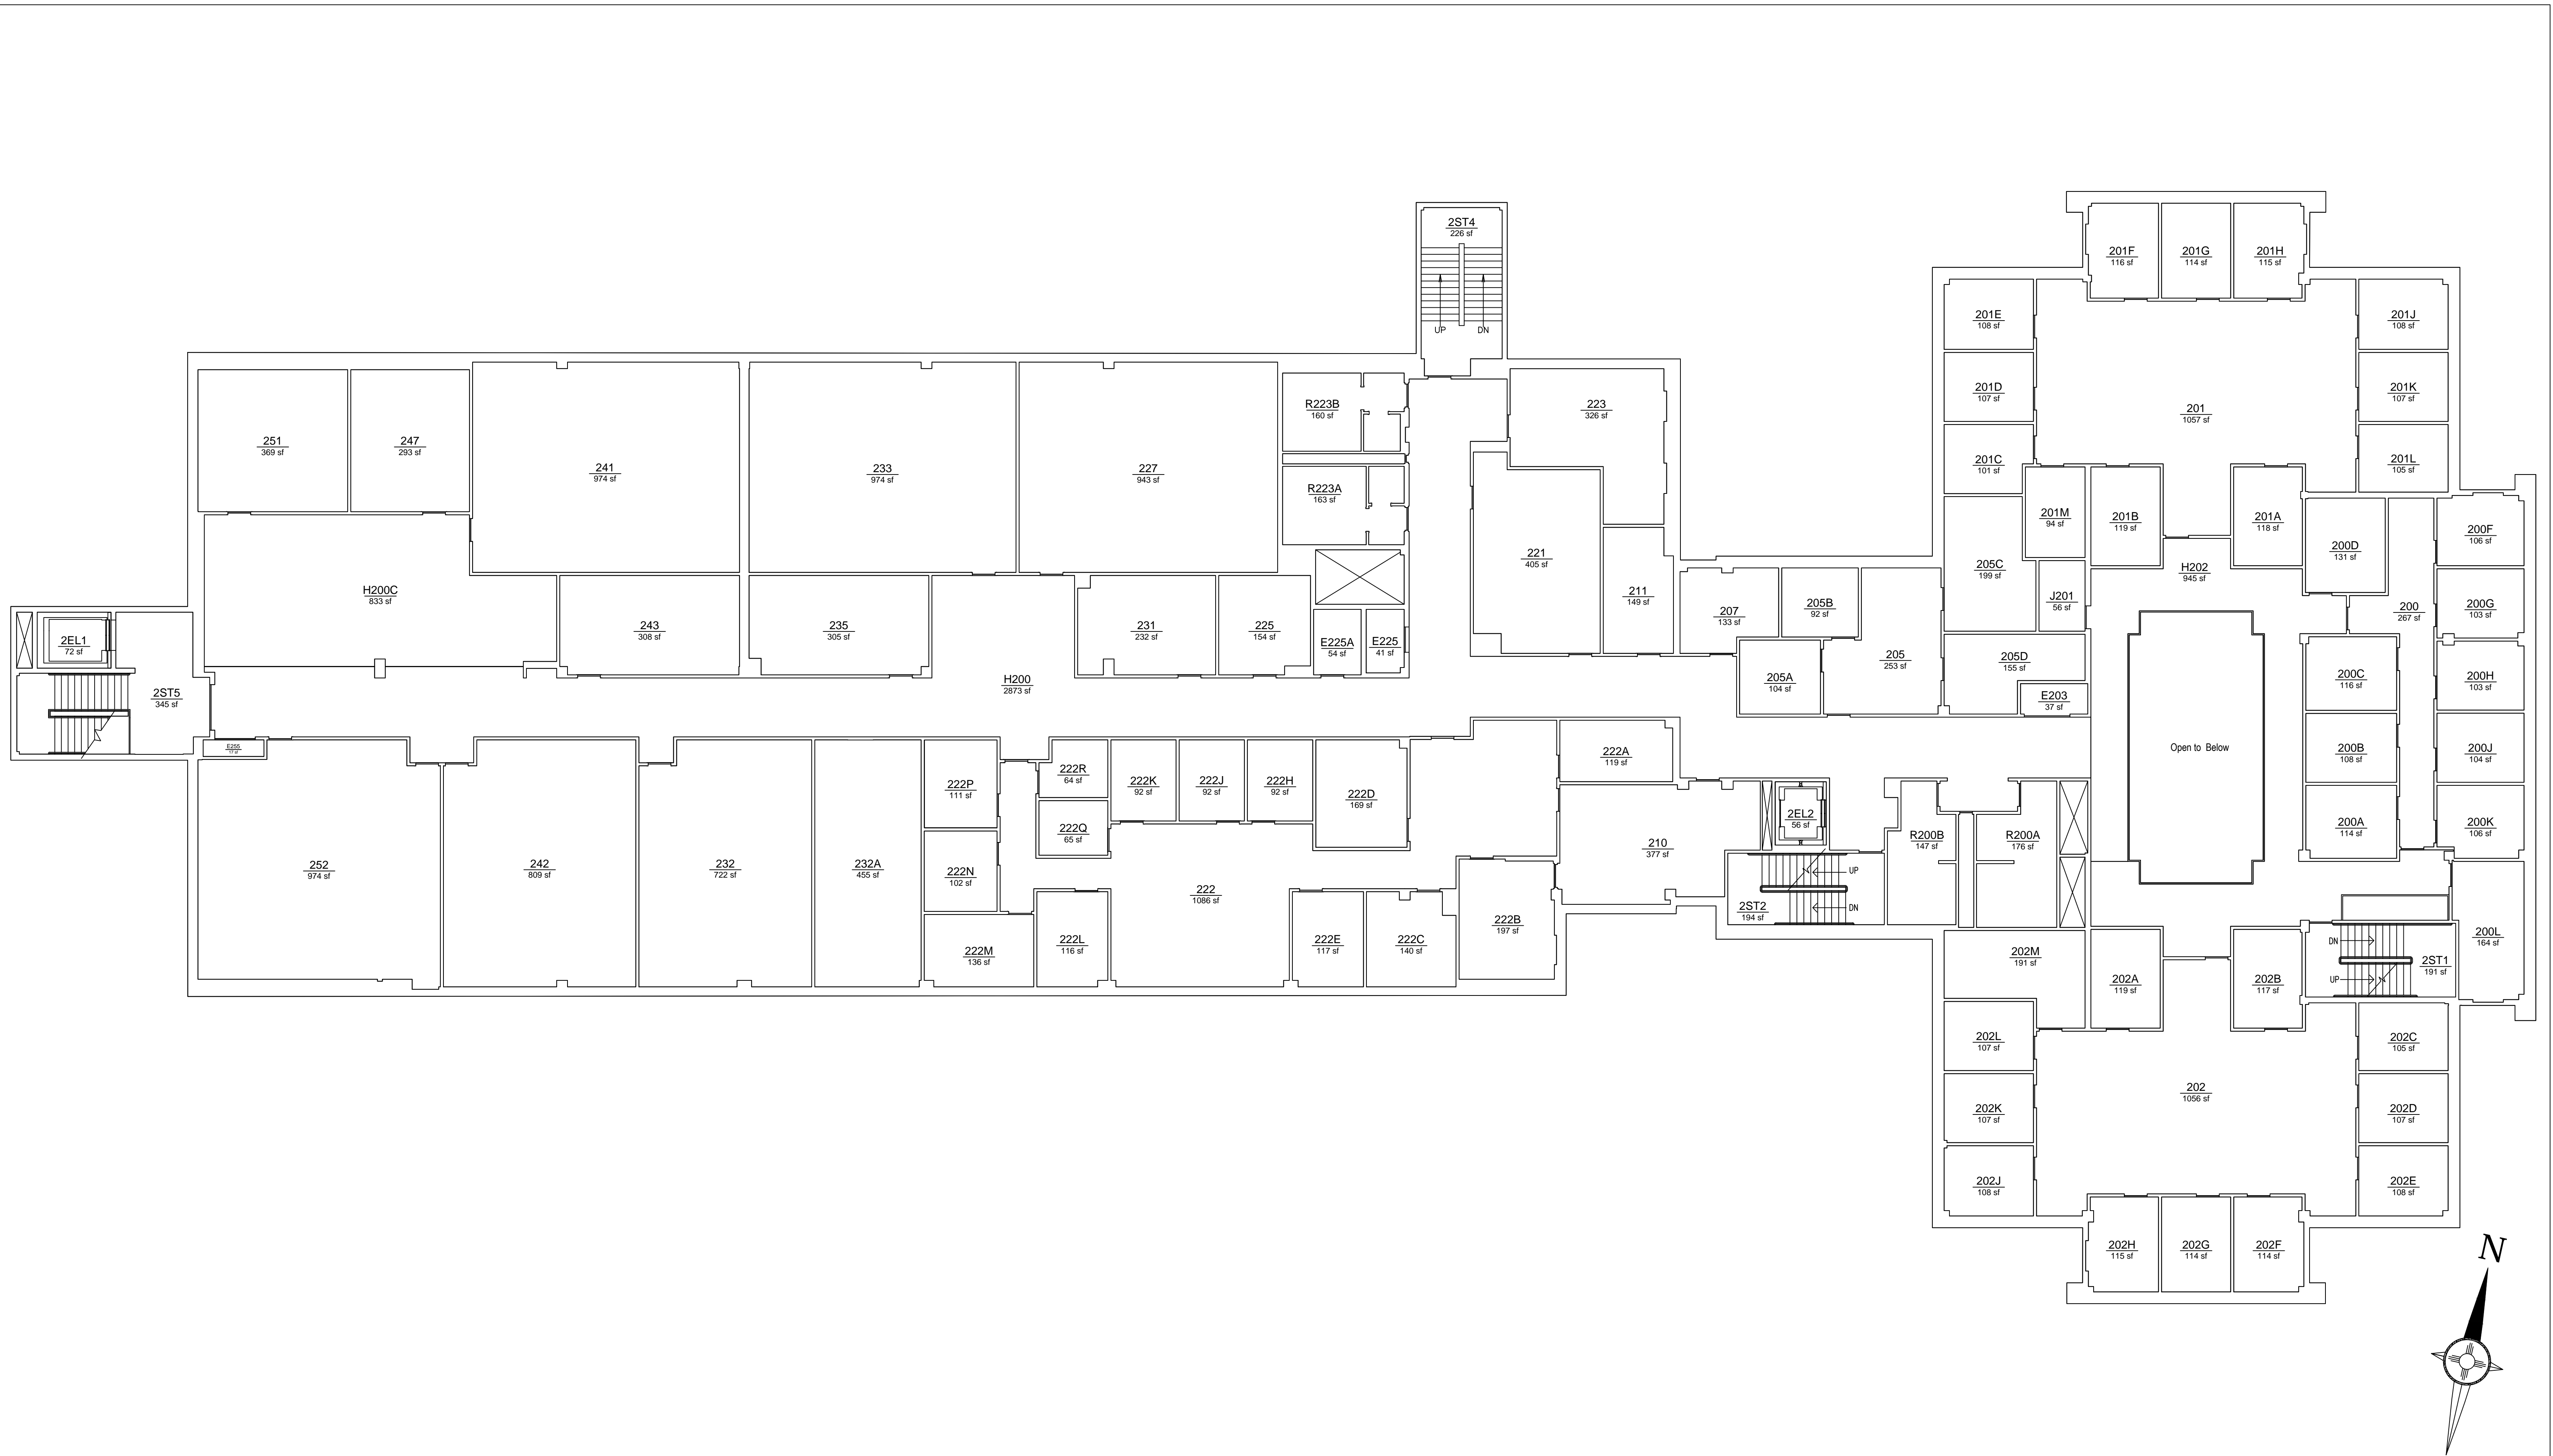 2ST4
226 sf
UP
DN
201F
116 sf
201G
114 sf
201H
115 sf
201E
108 sf
201J
108 sf
201D
107 sf
201K
107 sf
201
1057 sf
201C
101 sf
201L
105 sf
R223B
160 sf
223
326 sf
251
369 sf
247
293 sf
241
974 sf
233
974 sf
227
943 sf
R223A
163 sf
201M
94 sf
201B
119 sf
201A
118 sf
200F
106 sf
200D
131 sf
221
405 sf
205C
199 sf
H202
945 sf
H200C
833 sf
211
149 sf
207
133 sf
205B
92 sf
J201
56 sf
200
267 sf
200G
103 sf
2EL1
72 sf
243
308 sf
235
305 sf
231
232 sf
225
154 sf
E225A
54 sf
E225
41 sf
205
253 sf
205D
155 sf
200C
116 sf
200H
103 sf
2ST5
345 sf
H200
2873 sf
205A
104 sf
E203
37 sf
E255
17 sf
222A
119 sf
Open to Below
200B
108 sf
200J
104 sf
222P
111 sf
222R
64 sf
222K
92 sf
222J
92 sf
222H
92 sf
222D
169 sf
2EL2
56 sf
222Q
65 sf
210
377 sf
R200B
147 sf
R200A
176 sf
200A
114 sf
200K
106 sf
252
974 sf
242
809 sf
232
722 sf
232A
455 sf
222N
102 sf
UP
222
1086 sf
2ST2
194 sf
DN
222B
197 sf
222M
136 sf
222L
116 sf
222E
117 sf
222C
140 sf
202M
191 sf
202A
119 sf
202B
117 sf
DN
UP
2ST1
191 sf
200L
164 sf
202L
107 sf
202C
105 sf
202
1056 sf
202K
107 sf
202D
107 sf
202J
108 sf
202E
108 sf
202H
115 sf
202G
114 sf
202F
114 sf
N